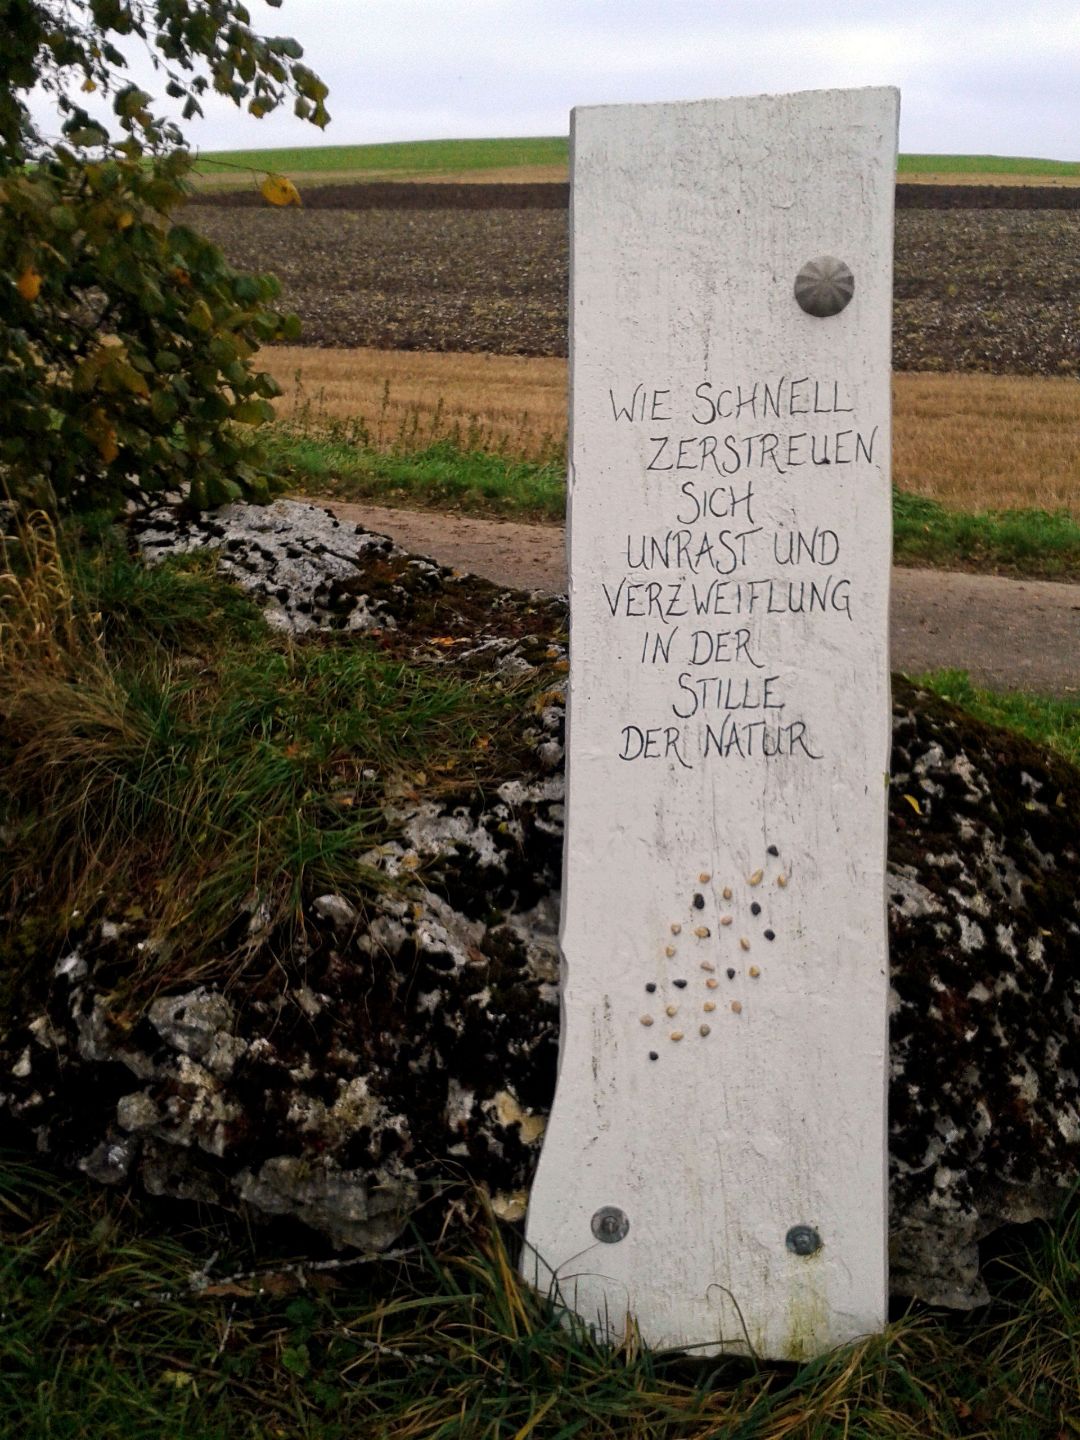 WIE SCHNELL
ZERSTREUEN
SICH
UNRAST UND
VERZWEIFLUNG
IN DER
STILLE
DER NATUR